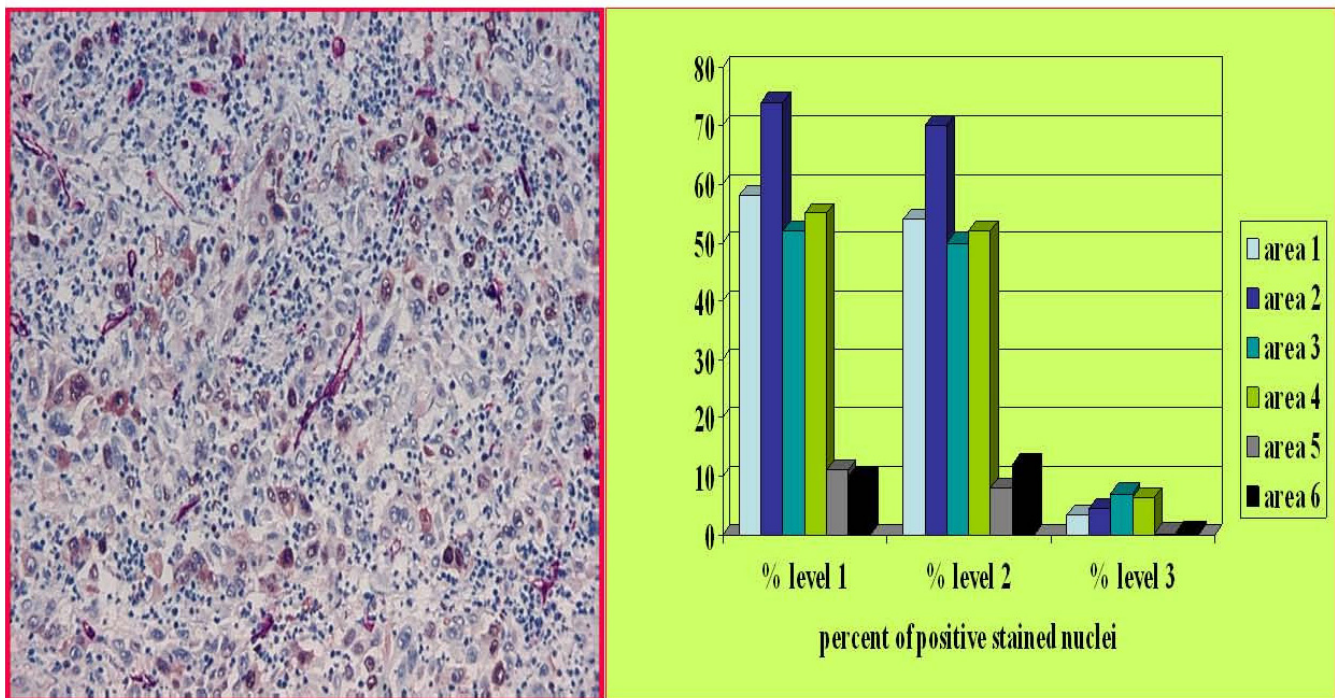 80
70
60
50
40
30
20
10
0
% level 1
% level 2
% level 3
percent of positive stained nuclei
area 1
area 2
area 3
area 4
area 5
area 6